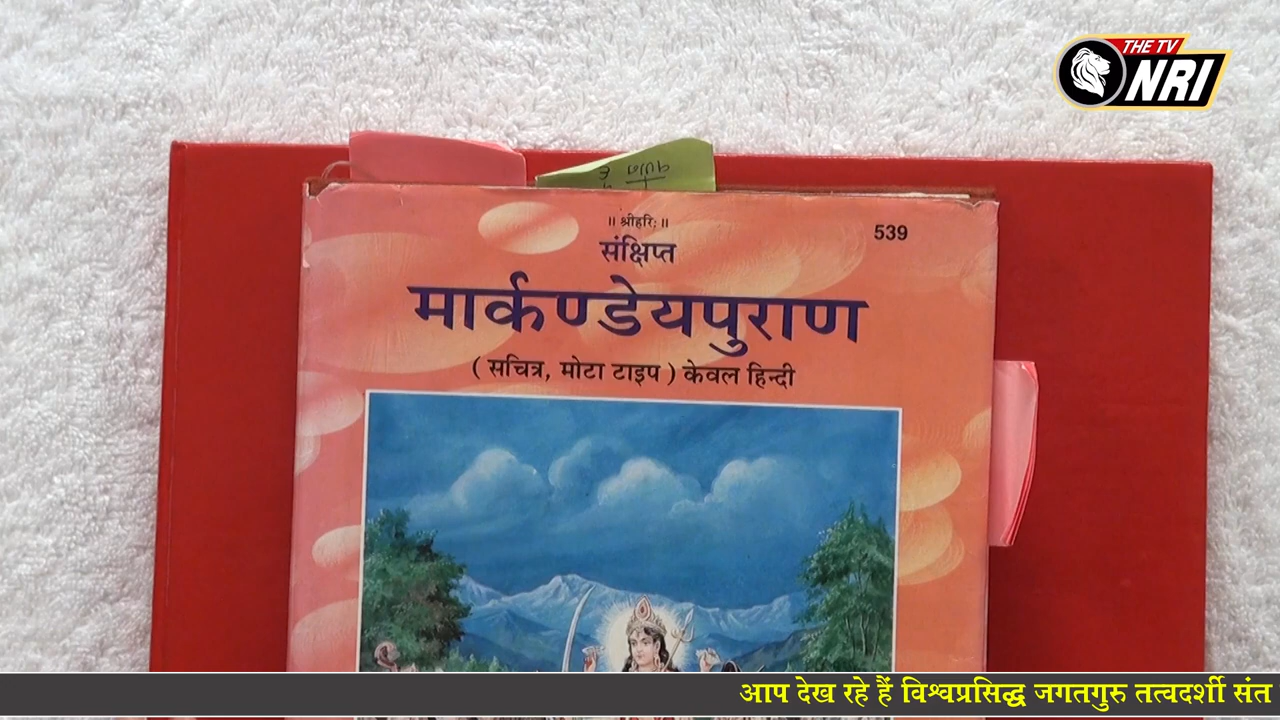 THE TV
NRI
पुराण
॥ श्रीहरि: ॥
539
संक्षिप्त
मार्कण्डेयपुराण
( सचित्र, मोटा टाइप ) केवल हिन्दी
आप देख रहे हैं विश्वप्रसिद्ध जगतगुरु तत्वदर्शी संत